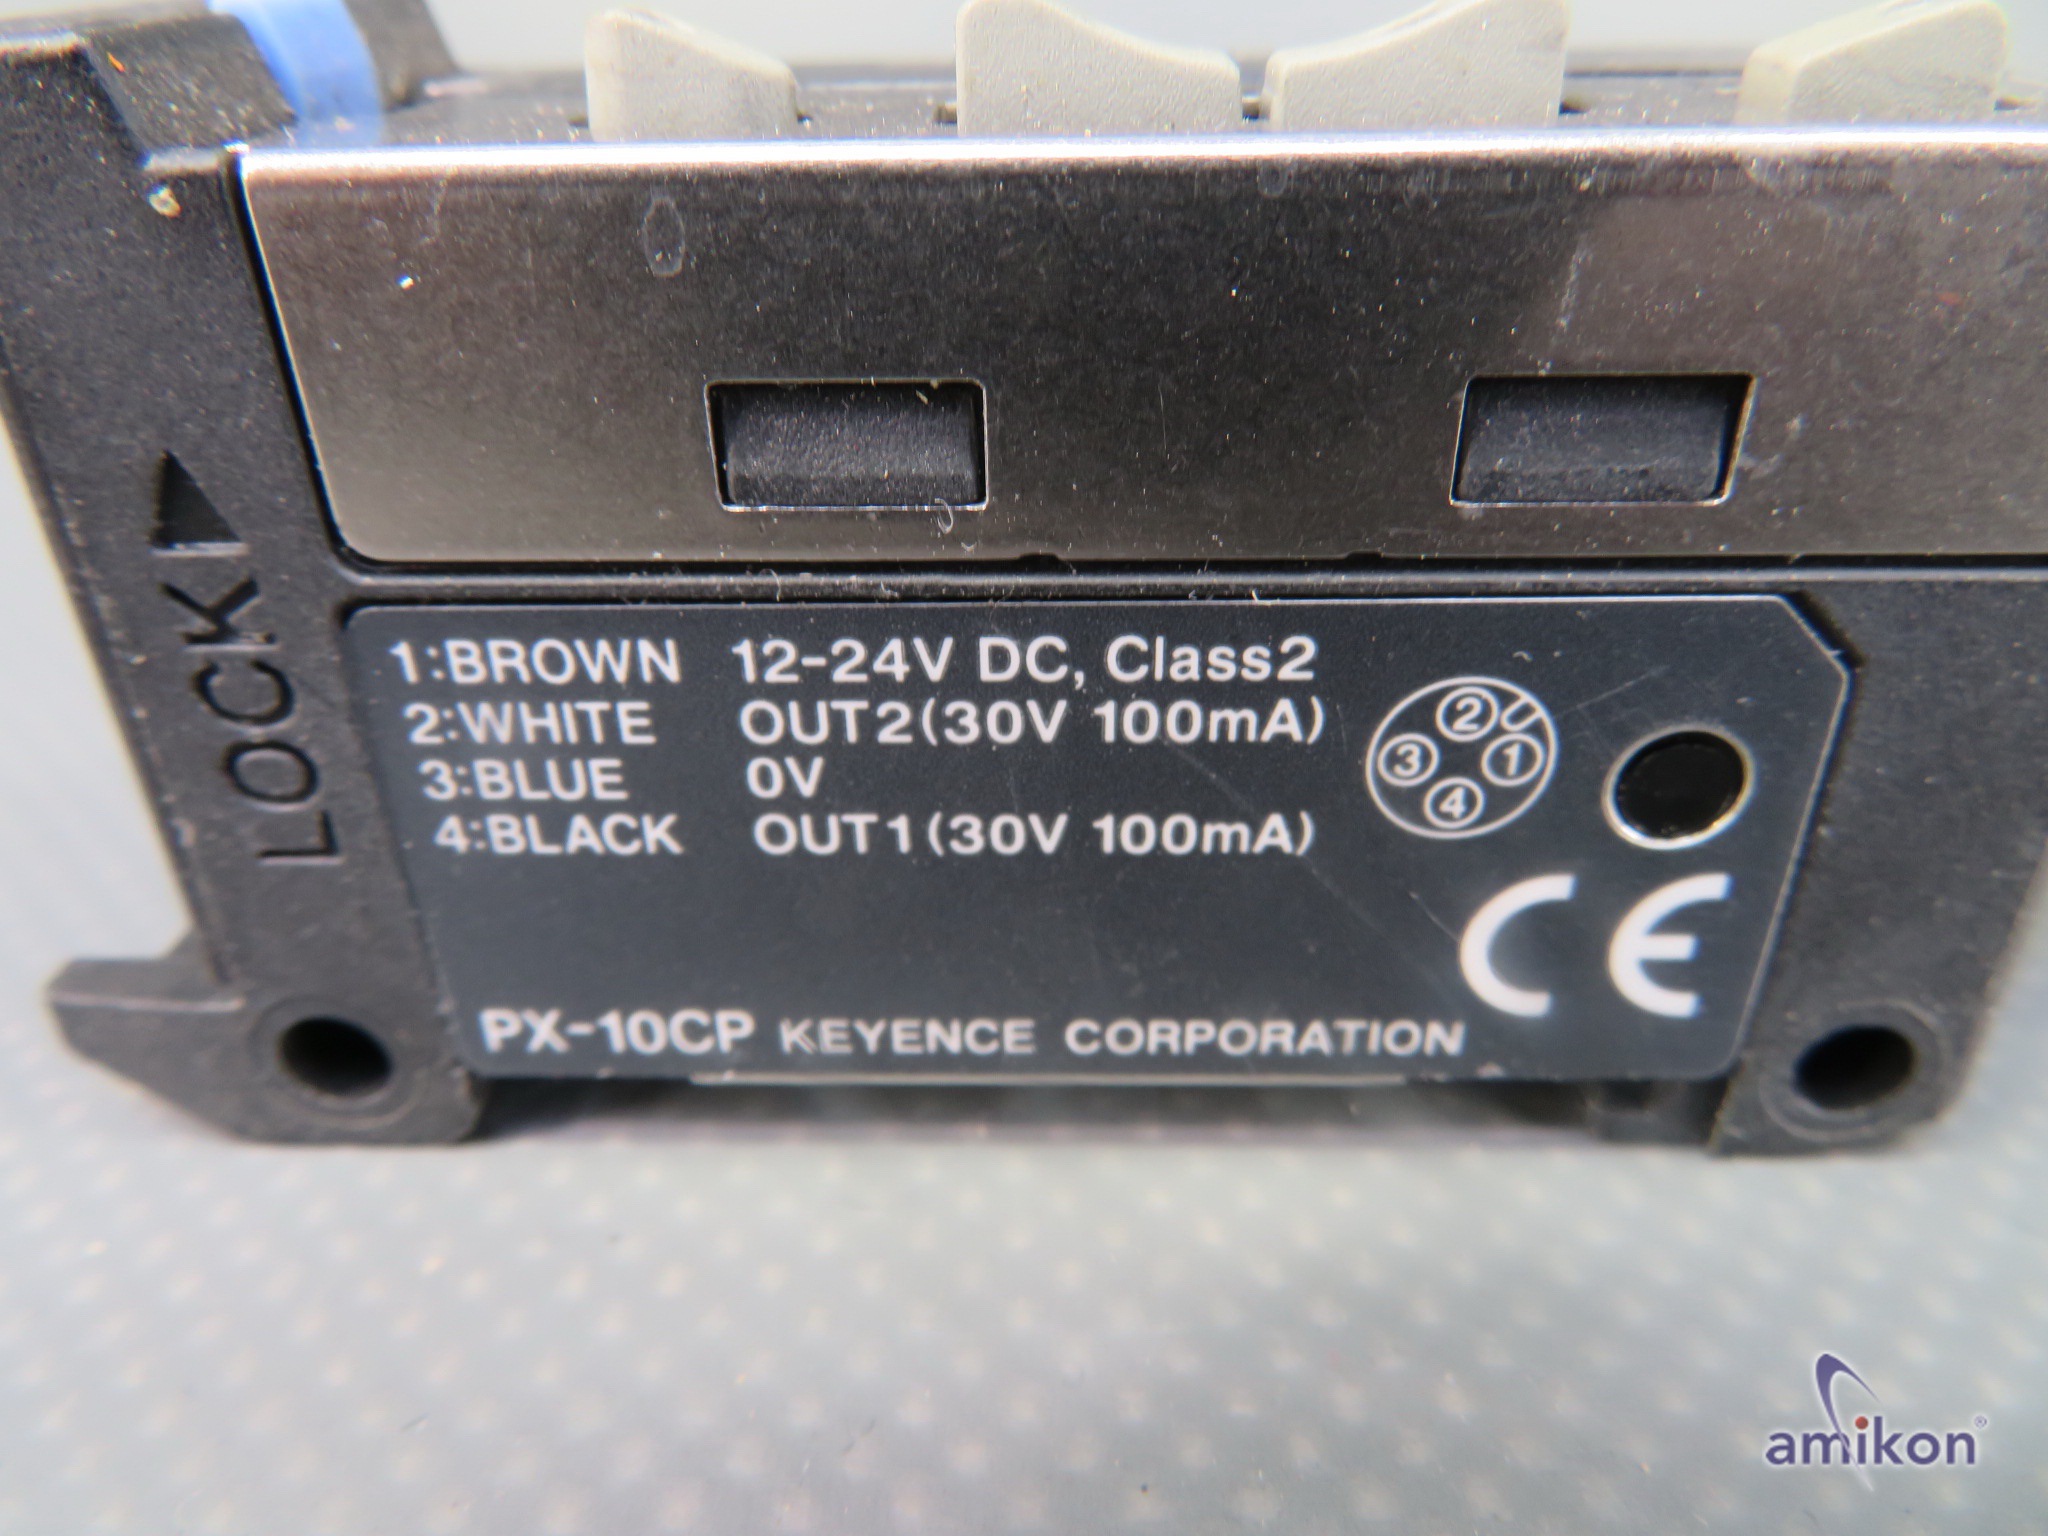 LOCK
1:BROWN 12-24V DC, Class2
2:WHITE OUT2(30V 100mA)
3:BLUE 0V
4:BLACK OUT1(30V 100mA)
2
3 1
4
CE
PX-10CP KEYENCE CORPORATION
amikon®